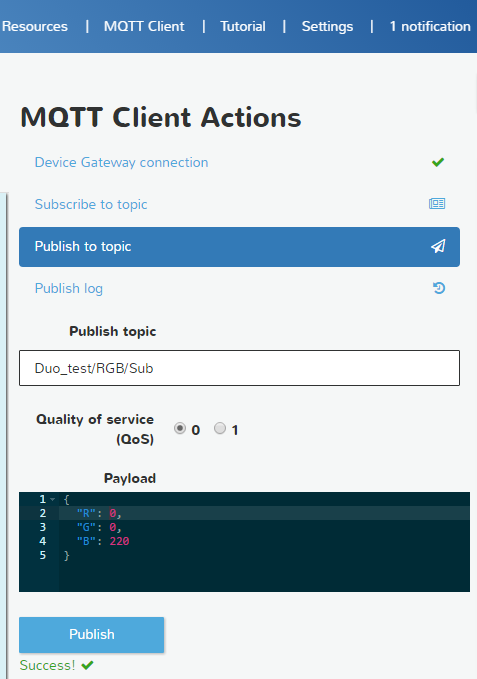 Resources | MQTT Client | Tutorial | Settings | 1 notification
MQTT Client Actions
Device Gateway connection
Subscribe to topic
Publish to topic
Publish log
Publish topic
Duo_test/RGB/Sub
Quality of service
(QoS)
0 1
Payload
1 {
2 "R": 0,
3 "G": 0,
4 "B": 220
5 }
Publish
Success!